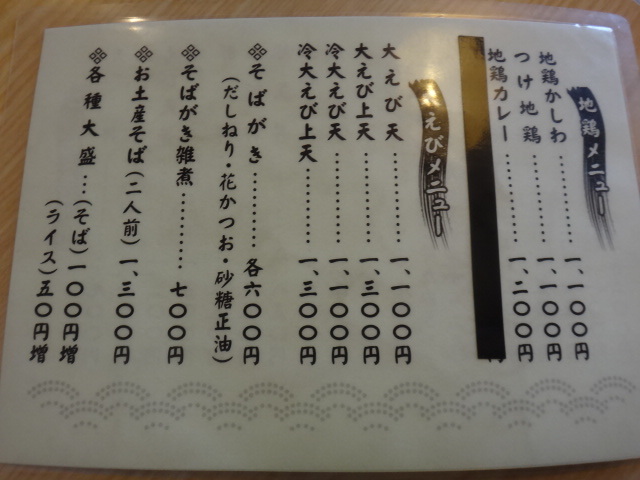 地鶏メニュー
地鶏かしわ…………一、一〇〇円
つけ地鶏…………一、一〇〇円
地鶏カレー…………一、二〇〇円
円
えびメニュー
大えび天…………一、一〇〇円
大えび上天…………一、三〇〇円
冷大えび天…………一、一〇〇円
冷大えび上天…………一、三〇〇円
そばがき…………各六〇〇円
（だしねり・花かつお・砂糖正油）
そばがき雑煮…………七〇〇円
お土産そば（二人前）一、三〇〇円
各種大盛…（そば）一〇〇円増
（ライス）五〇円増